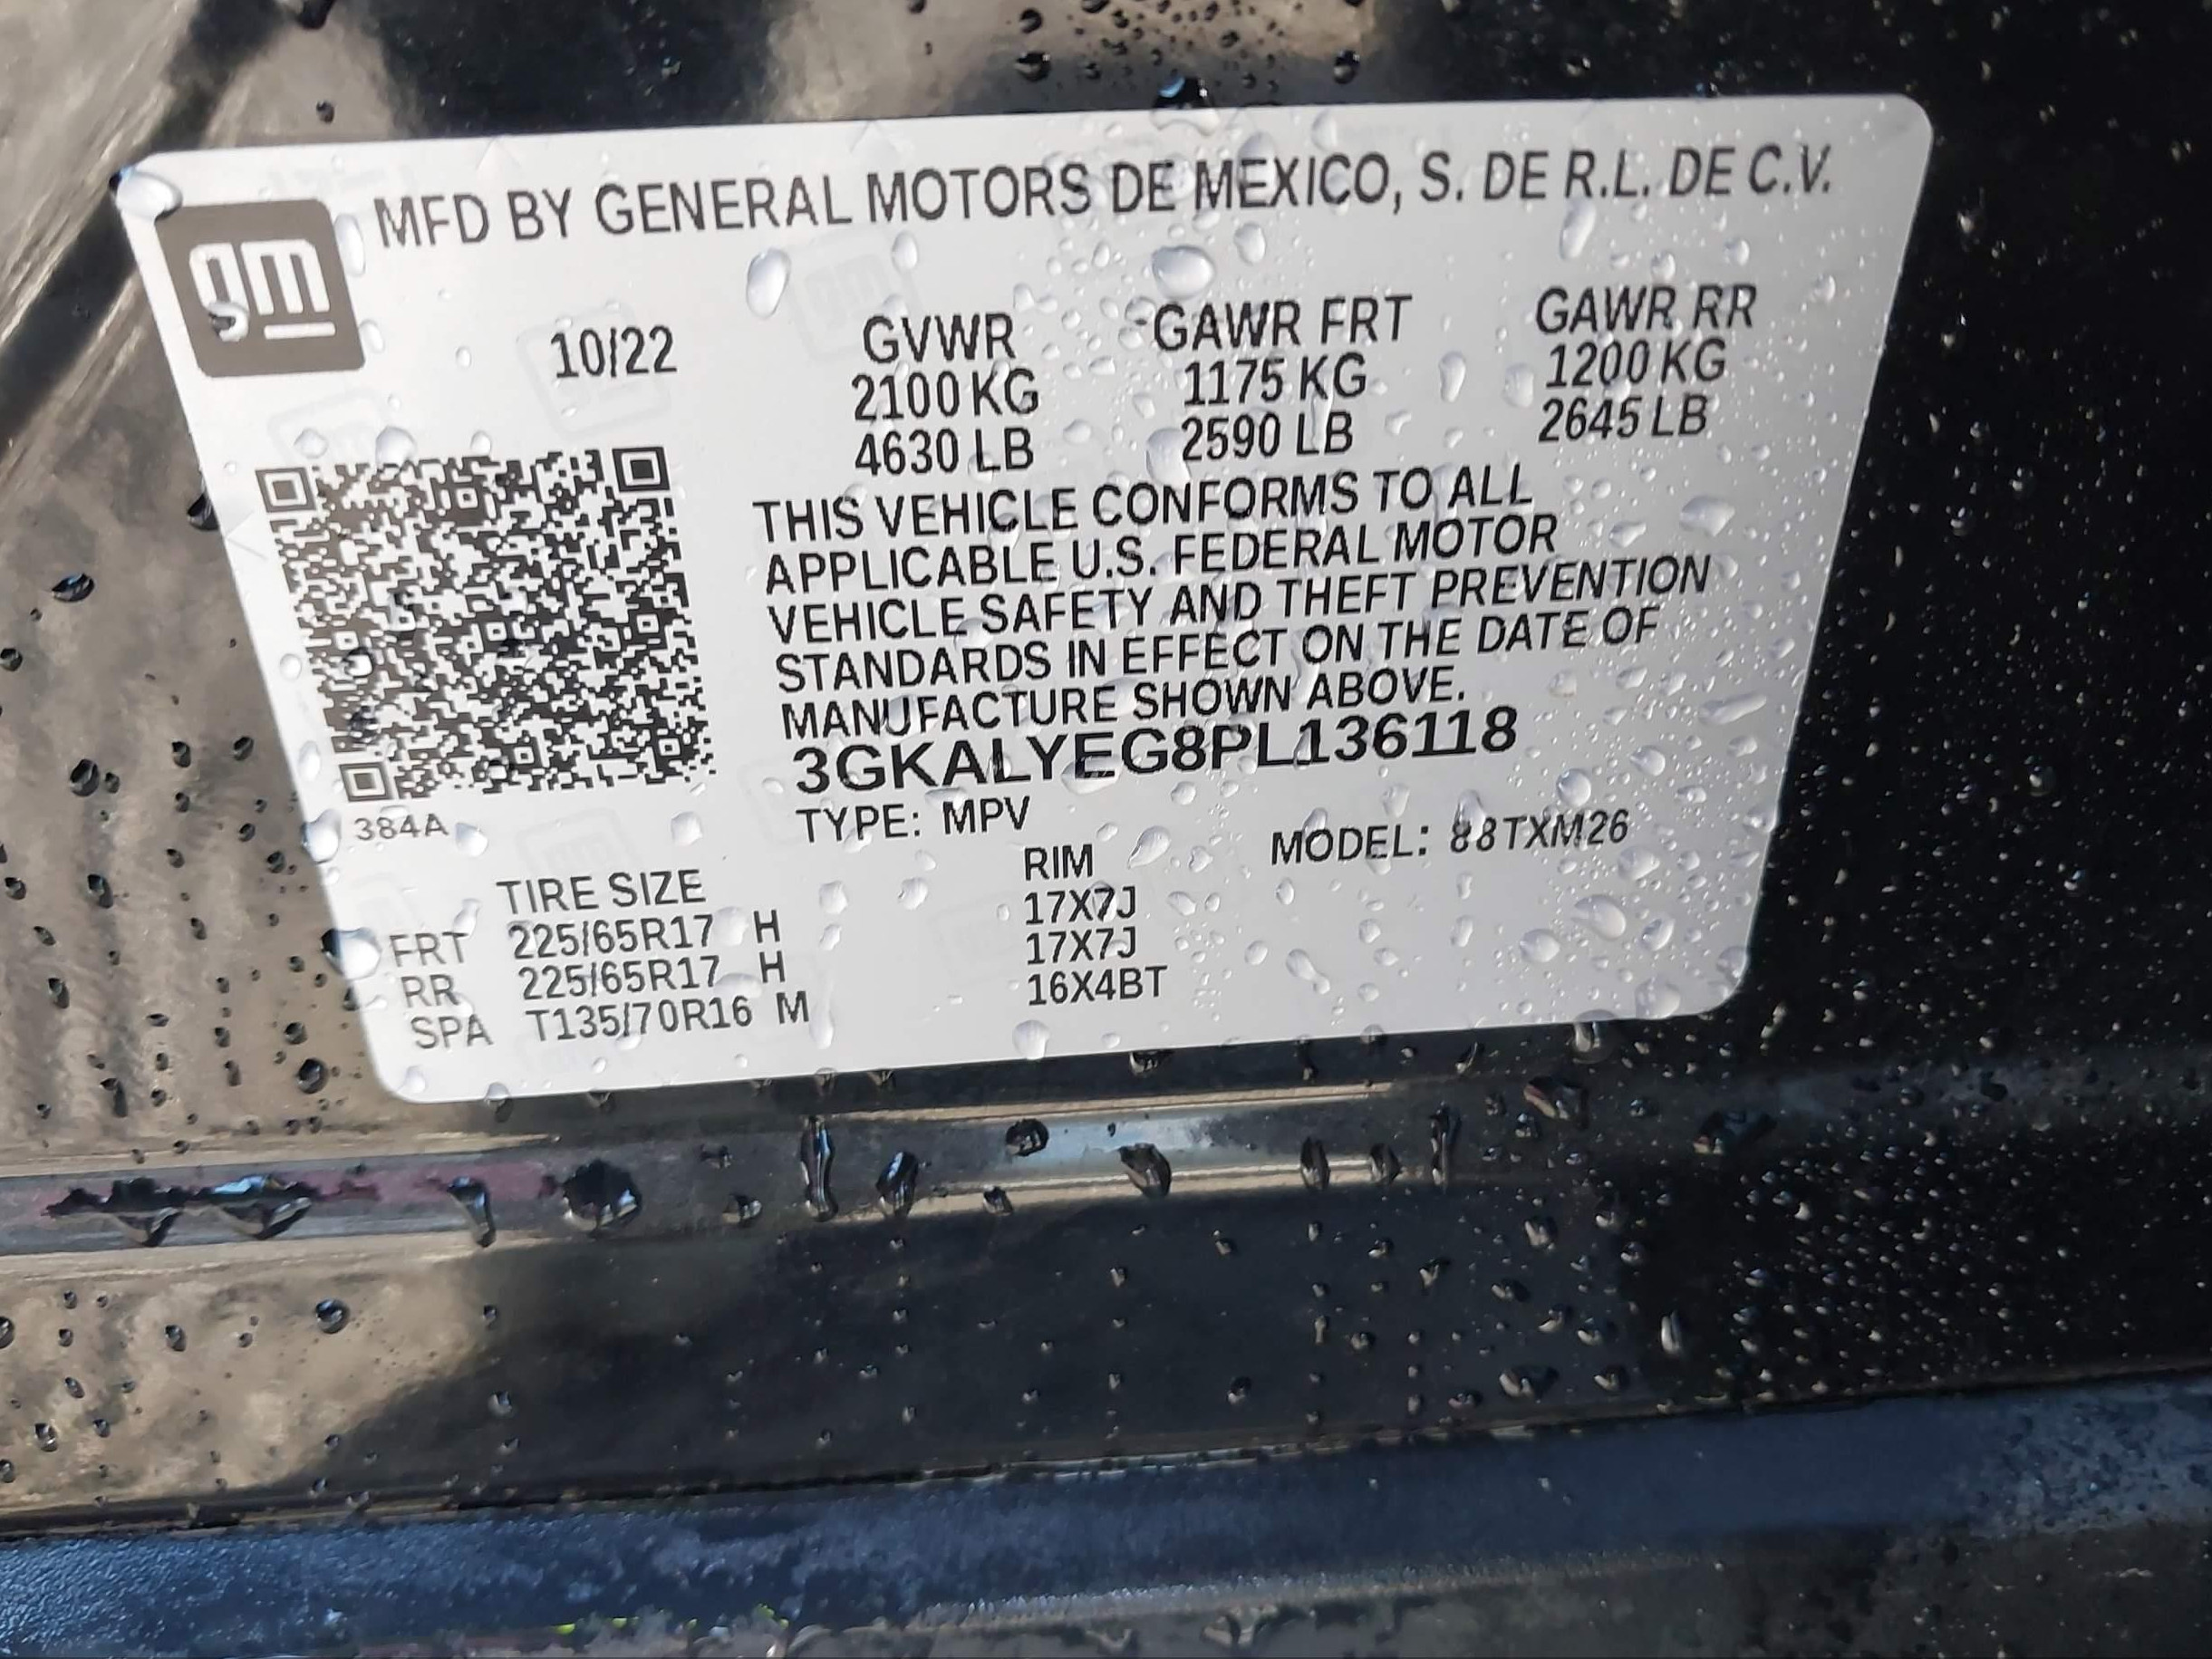 gm
MFD BY GENERAL MOTORS DE MEXICO, S. DE R.L. DE C.V.
10/22 GVWR GAWR FRT GAWR RR
2100 KG 1175 KG 1200 KG
4630 LB 2590 LB 2645 LB
THIS VEHICLE CONFORMS TO ALL
APPLICABLE U.S. FEDERAL MOTOR
VEHICLE SAFETY AND THEFT PREVENTION
STANDARDS IN EFFECT ON THE DATE OF
MANUFACTURE SHOWN ABOVE.
3GKALYEG8PL136118
384A
TYPE: MPV MODEL: 88TXM26
TIRE SIZE RIM
FRT 225/65R17 H 17X7J
RR 225/65R17 H 17X7J
SPA T135/70R16 M 16X4BT